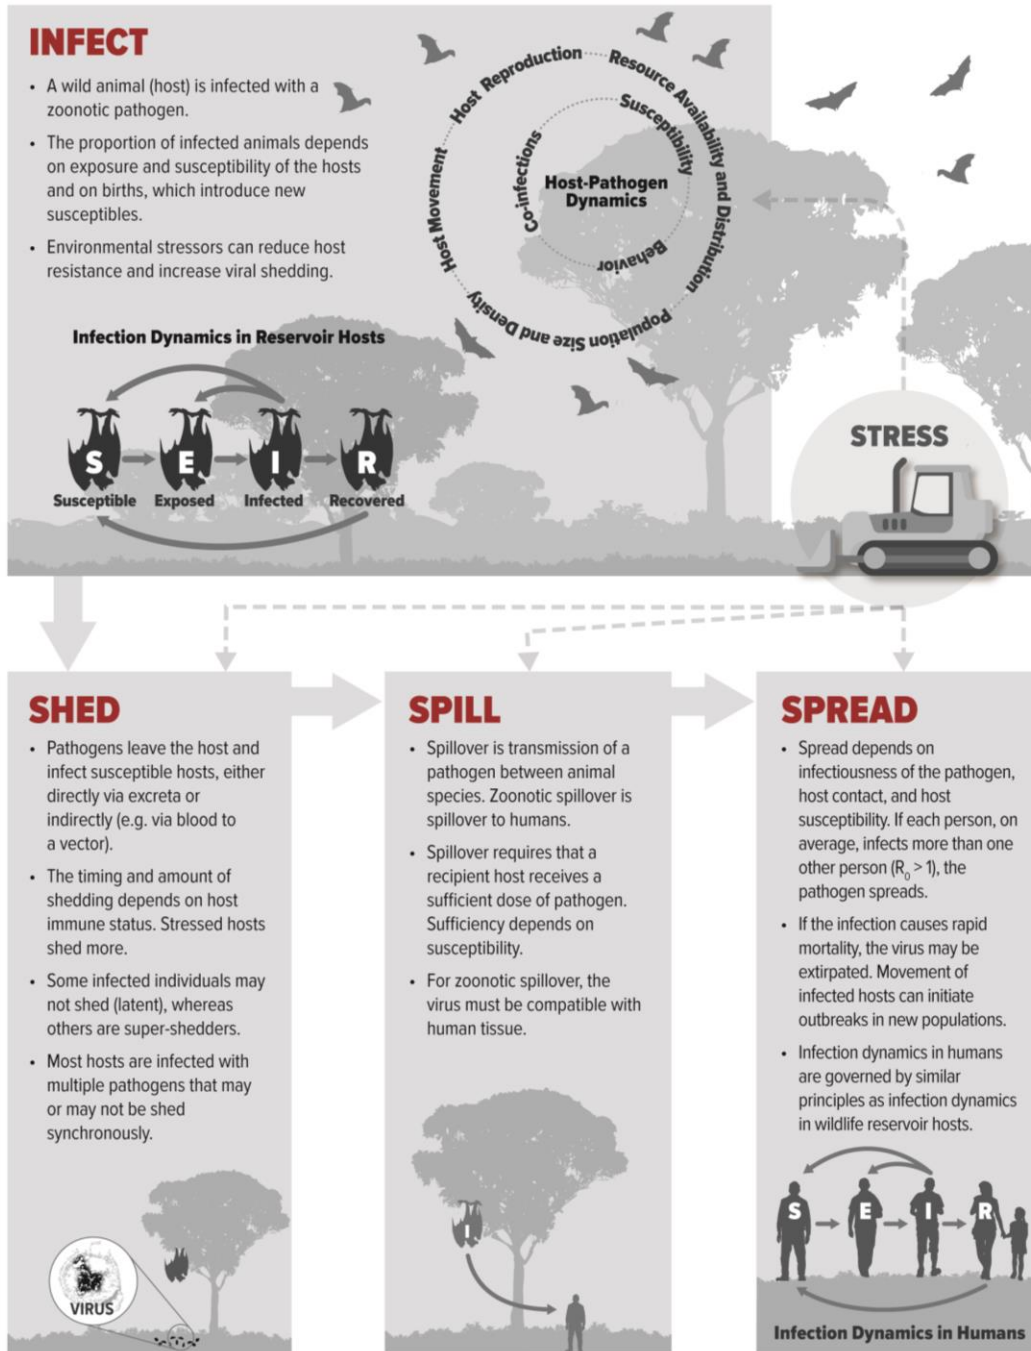 INFECT
• A wild animal (host) is infected with a
zoonotic pathogen.
• The proportion of infected animals depends
on exposure and susceptibility of the hosts
and on births, which introduce new
susceptibles.
• Environmental stressors can reduce host
resistance and increase viral shedding.
Host Reproduction
Resource Availability and Distribution
Population Size and Density
Host Movement
Susceptibility
Behavior
Co-infections
Host-Pathogen
Dynamics
Infection Dynamics in Reservoir Hosts
S E I R
Susceptible Exposed Infected Recovered
STRESS
SHED
• Pathogens leave the host and
infect susceptible hosts, either
directly via excreta or
indirectly (e.g. via blood to
a vector).
• The timing and amount of
shedding depends on host
immune status. Stressed hosts
shed more.
• Some infected individuals may
not shed (latent), whereas
others are super-shedders.
• Most hosts are infected with
multiple pathogens that may
or may not be shed
synchronously.
VIRUS
SPILL
• Spillover is transmission of a
pathogen between animal
species. Zoonotic spillover is
spillover to humans.
• Spillover requires that a
recipient host receives a
sufficient dose of pathogen.
Sufficiency depends on
susceptibility.
• For zoonotic spillover, the
virus must be compatible with
human tissue.
I
SPREAD
• Spread depends on
infectiousness of the pathogen,
host contact, and host
susceptibility. If each person, on
average, infects more than one
other person (R₀ > 1), the
pathogen spreads.
• If the infection causes rapid
mortality, the virus may be
extirpated. Movement of
infected hosts can initiate
outbreaks in new populations.
• Infection dynamics in humans
are governed by similar
principles as infection dynamics
in wildlife reservoir hosts.
S E I R
Infection Dynamics in Humans